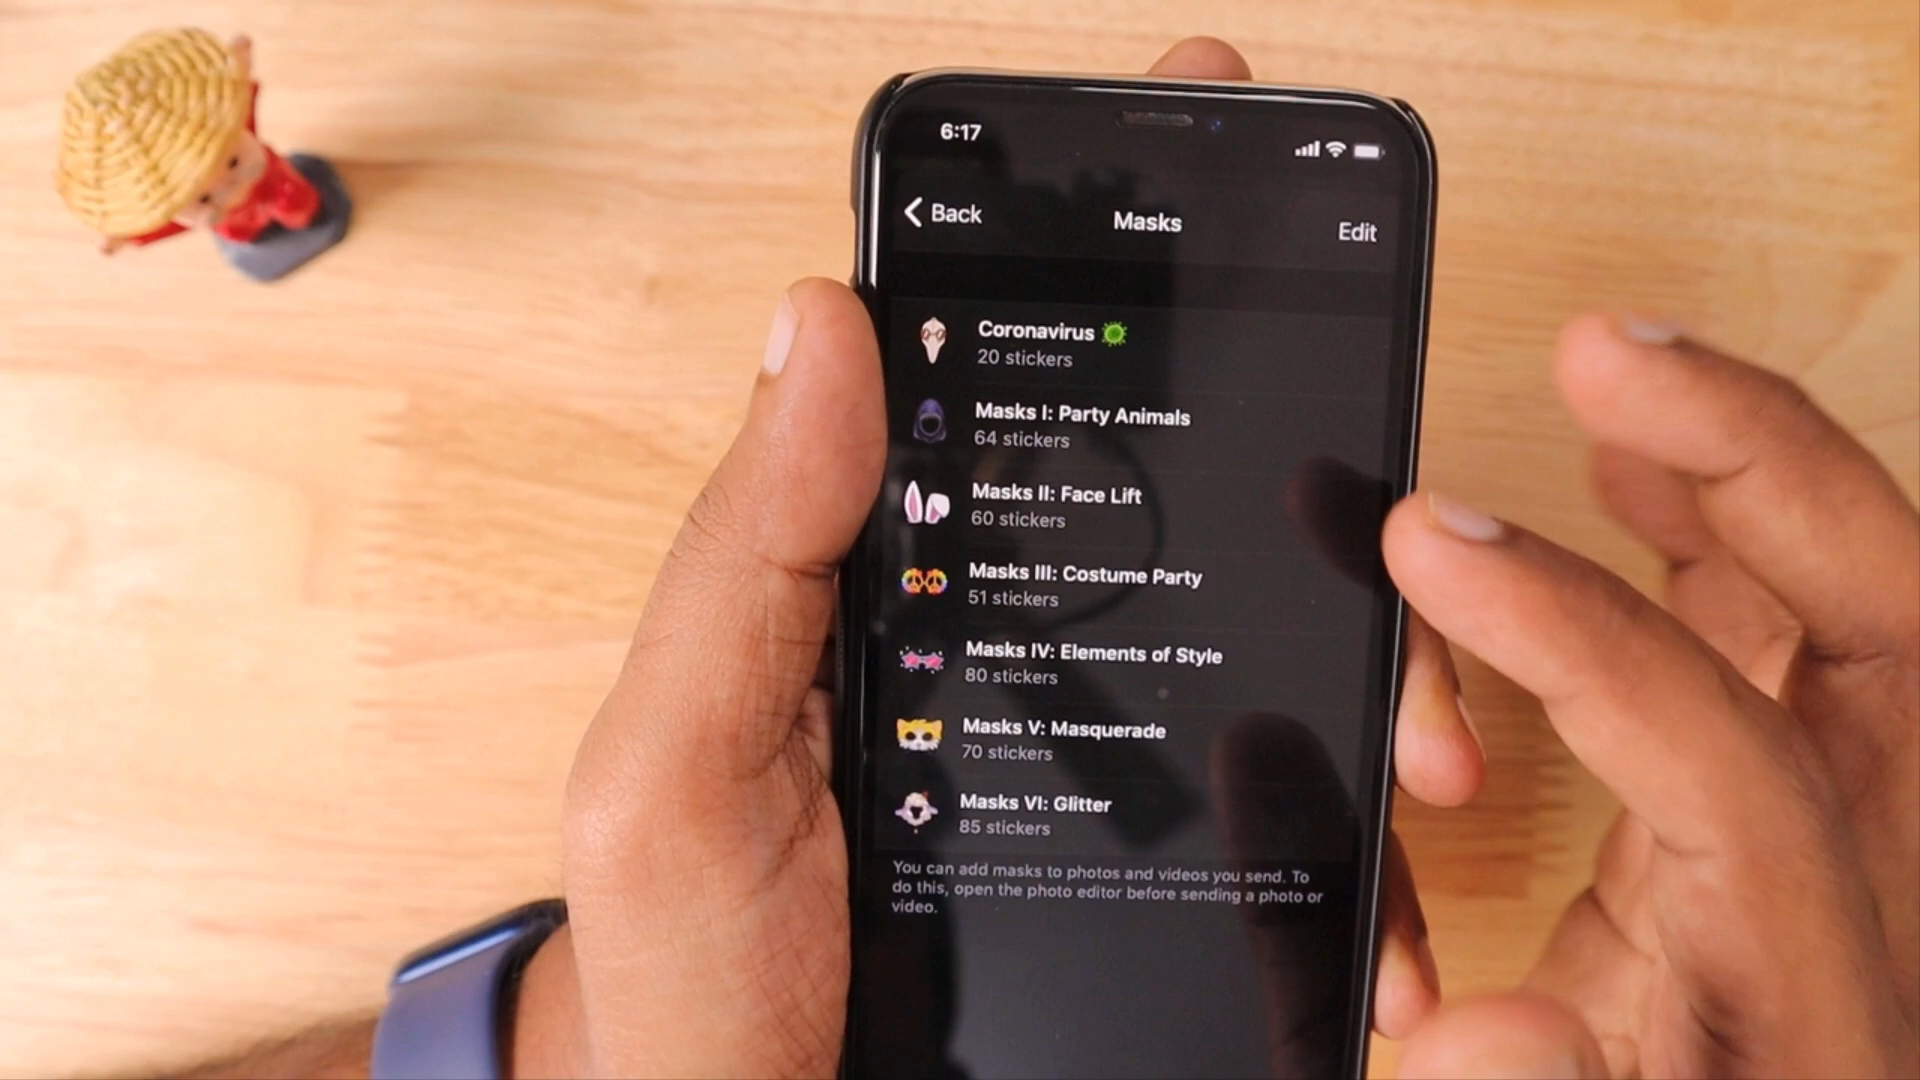 6:17
Back
Masks
Edit
Coronavirus
20 stickers
Masks I: Party Animals
64 stickers
Masks II: Face Lift
60 stickers
Masks III: Costume Party
51 stickers
Masks IV: Elements of Style
80 stickers
Masks V: Masquerade
70 stickers
Masks VI: Glitter
85 stickers
You can add masks to photos and videos you send. To
do this, open the photo editor before sending a photo or
video.